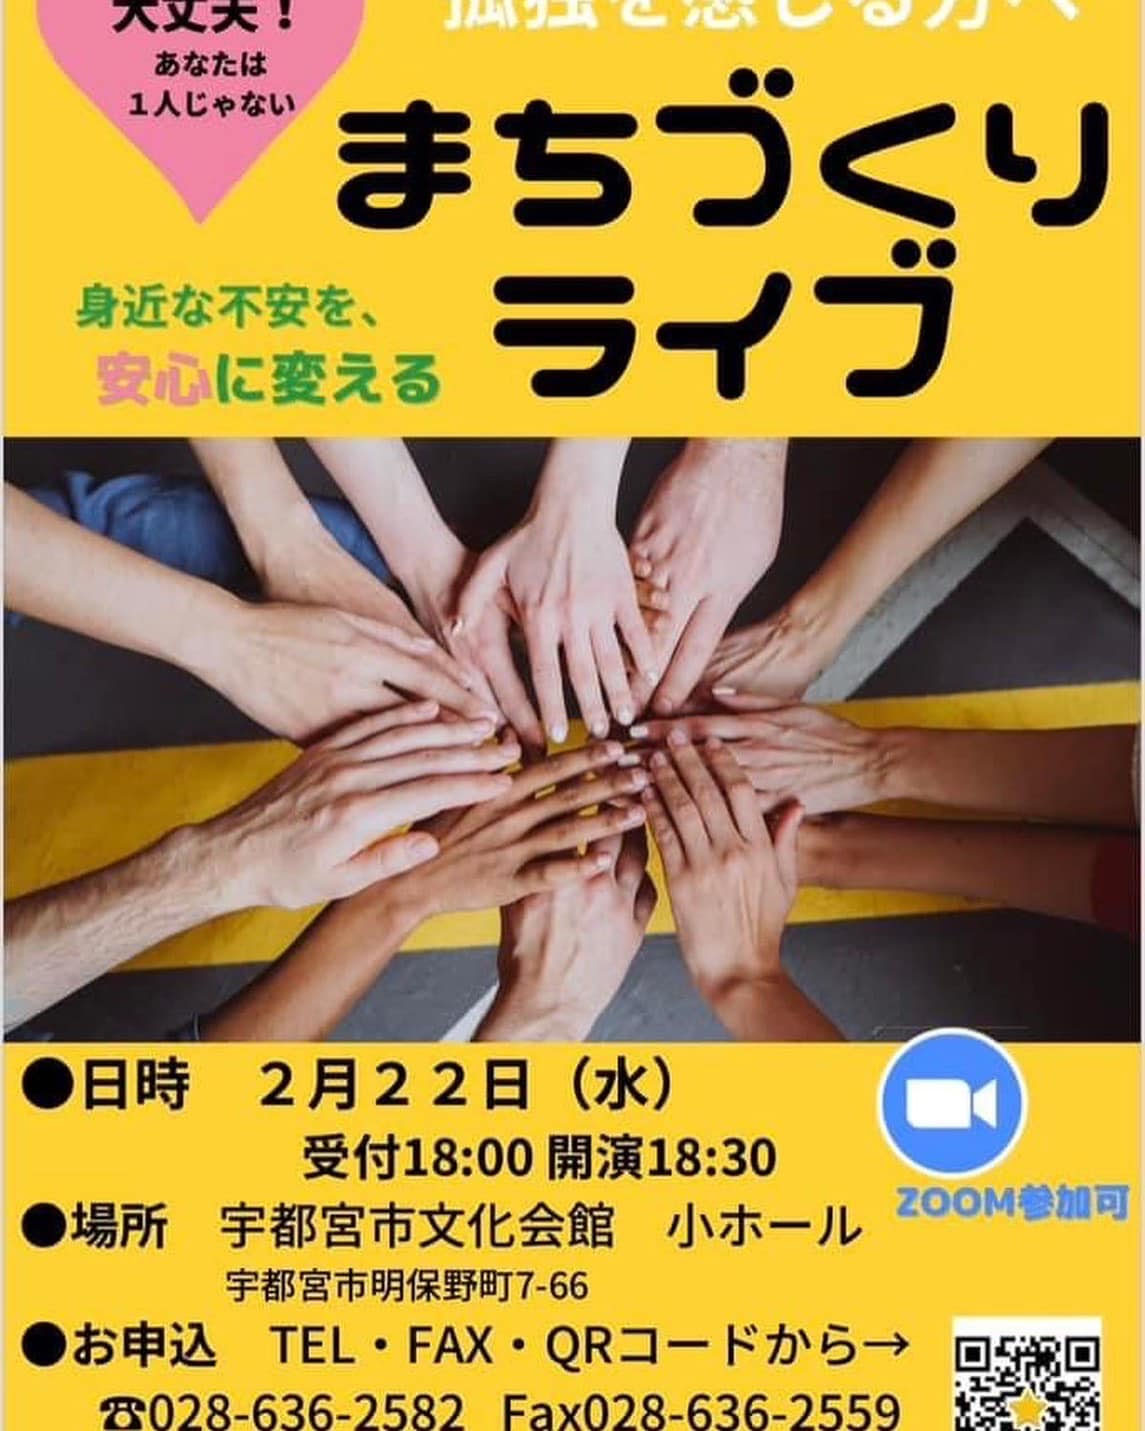 大丈夫！
あなたは
１人じゃない
孤独を感じる方へ
まちづくり
ライブ
身近な不安を、
安心に変える
●日時　２月２２日（水）
受付18:00 開演18:30
ZOOM参加可
●場所　宇都宮市文化会館　小ホール
宇都宮市明保野町7-66
●お申込　TEL・FAX・QRコードから→
☎028-636-2582 Fax028-636-2559